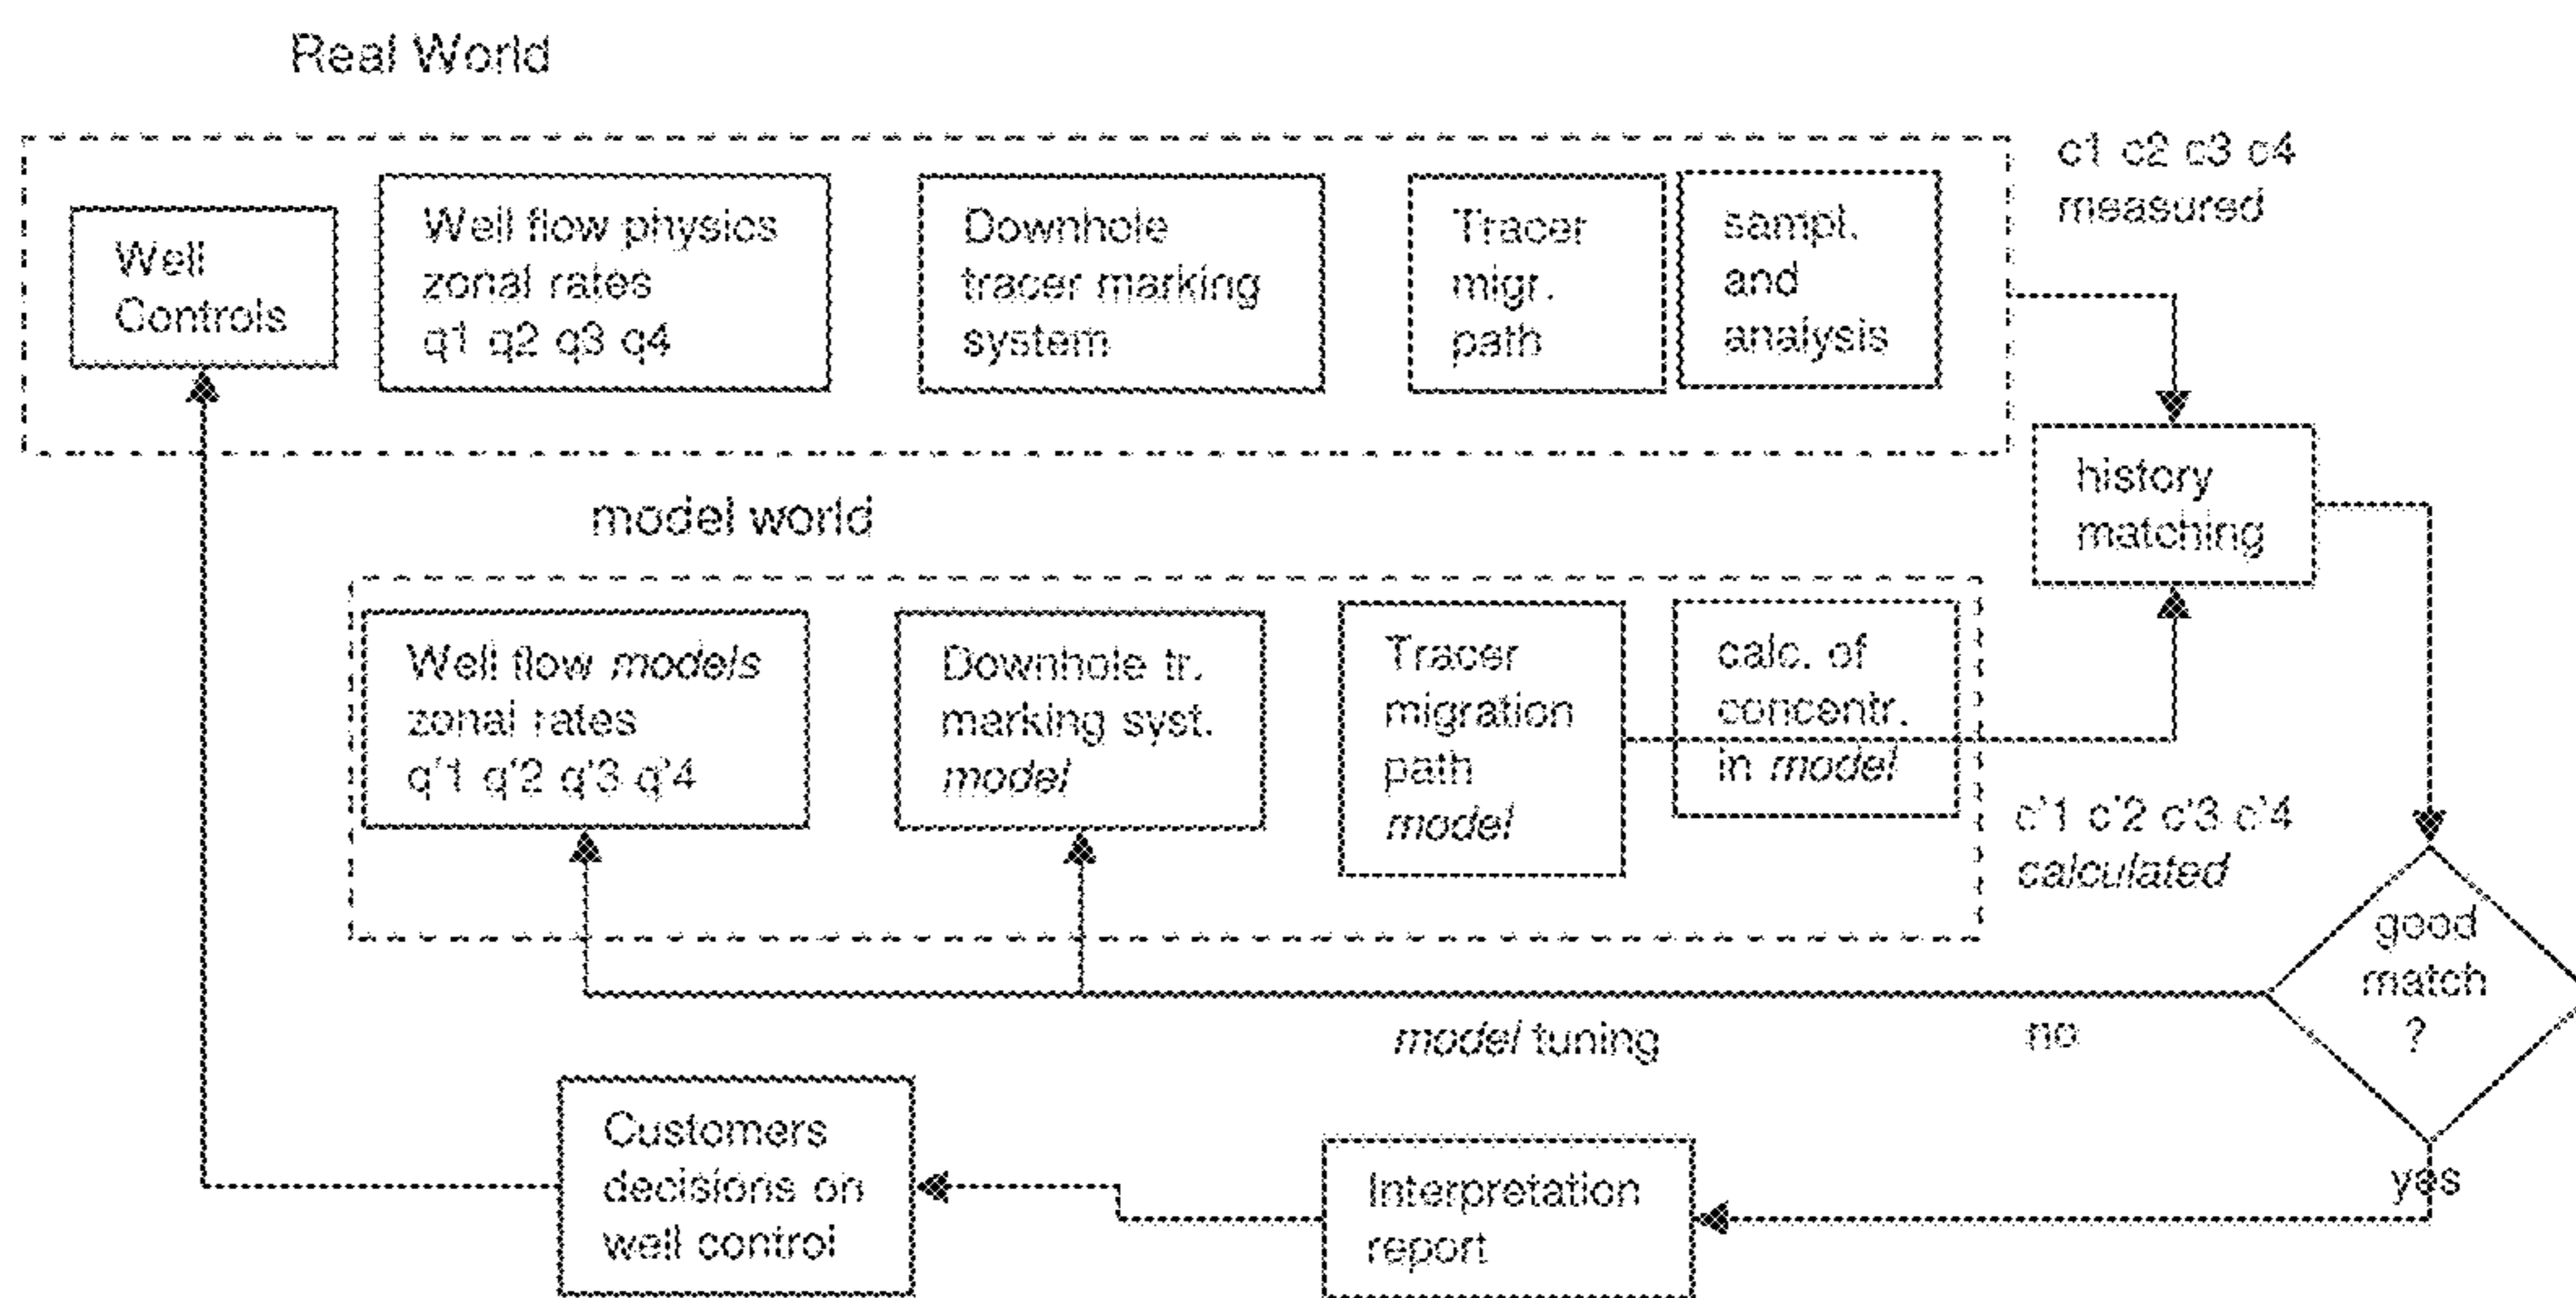 Real World
Well
Controls
Well flow physics
zonal rates
q1 q2 q3 q4
Downhole
tracer marking
system
Tracer
migr.
path
sampl.
and
analysis
c1 c2 c3 c4
measured
history
matching
model world
Well flow models
zonal rates
q'1 q'2 q'3 q'4
Downhole tr.
marking syst.
model
Tracer
migration
path
model
calc. of
concentr.
in model
c'1 c'2 c'3 c'4
calculated
good
match
?
model tuning
no
yes
Customers
decisions on
well control
Interpretation
report